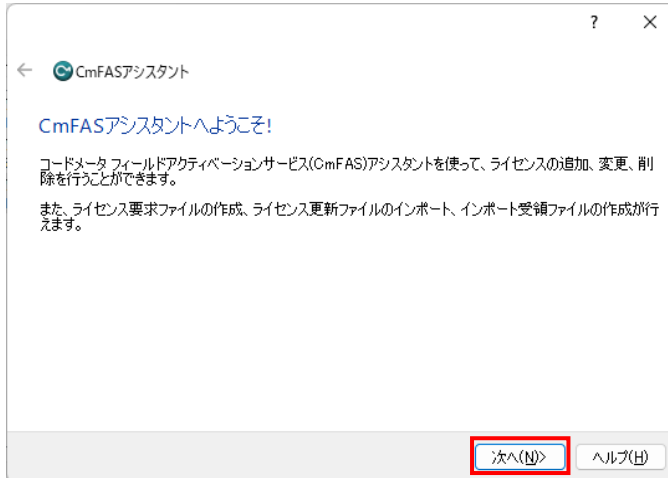 ?
CmFASアシスタント
CmFASアシスタントへようこそ!
コードメータ フィールドアクティベーションサービス(CmFAS)アシスタントを使って、ライセンスの追加、変更、削
除を行うことができます。
また、ライセンス要求ファイルの作成、ライセンス更新ファイルのインポート、インポート受領ファイルの作成が行
えます。
次へ(N)> ヘルプ(H)